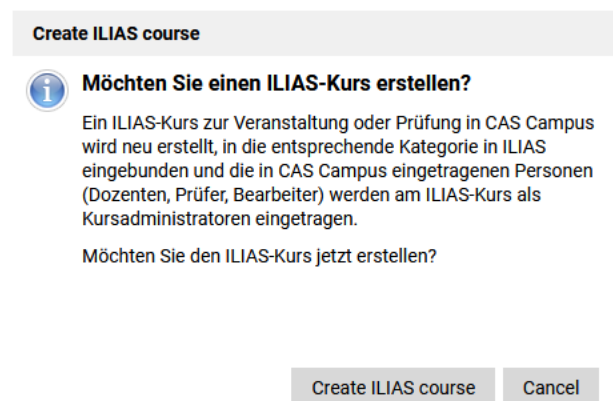 Create ILIAS course
Möchten Sie einen ILIAS-Kurs erstellen?
Ein ILIAS-Kurs zur Veranstaltung oder Prüfung in CAS Campus
wird neu erstellt, in die entsprechende Kategorie in ILIAS
eingebunden und die in CAS Campus eingetragenen Personen
(Dozenten, Prüfer, Bearbeiter) werden am ILIAS-Kurs als
Kursadministratoren eingetragen.
Möchten Sie den ILIAS-Kurs jetzt erstellen?
Create ILIAS course Cancel